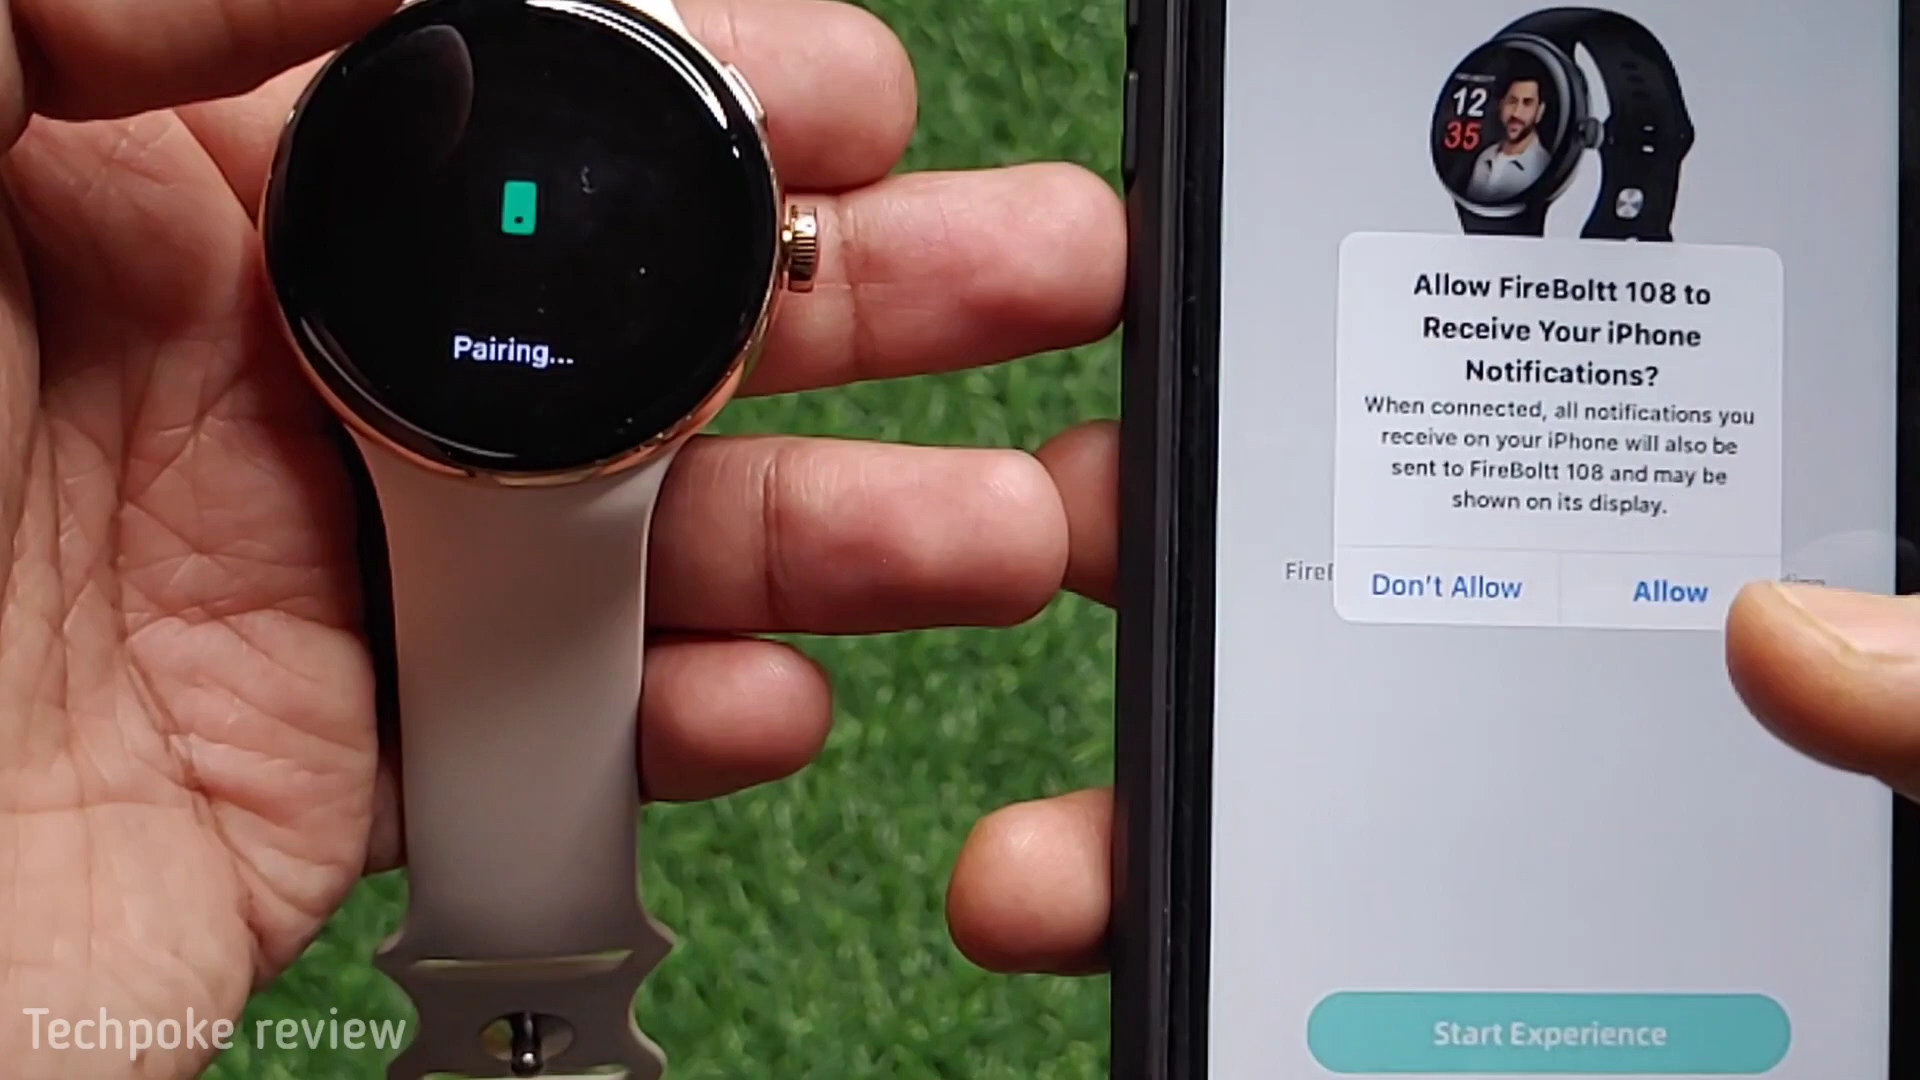 Pairing...
12
35
Allow FireBoltt 108 to
Receive Your iPhone
Notifications?
When connected, all notifications you
receive on your iPhone will also be
sent to FireBoltt 108 and may be
shown on its display.
Don't Allow
Allow
Start Experience
Techpoke review